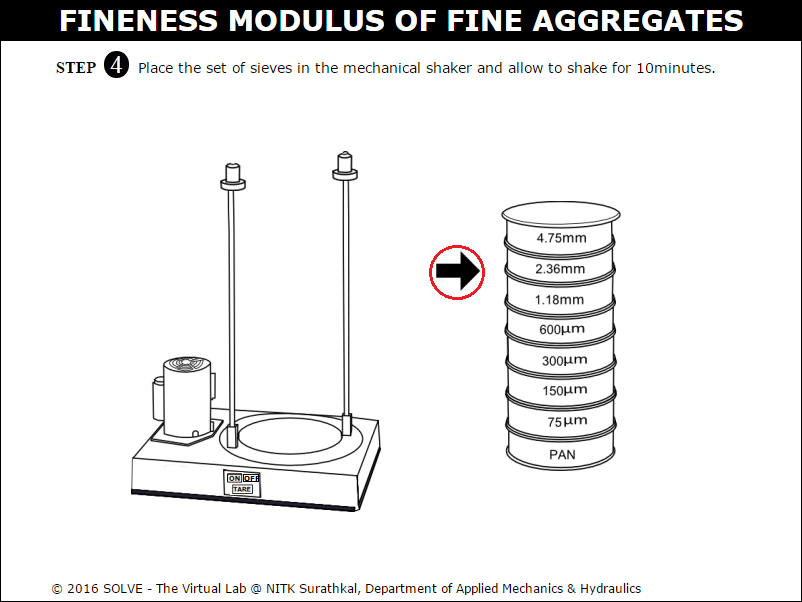 FINENESS MODULUS OF FINE AGGREGATES
STEP 4 Place the set of sieves in the mechanical shaker and allow to shake for 10minutes.
4.75mm
2.36mm
1.18mm
600µm
300µm
150µm
75µm
PAN
ON OFF
TARE
© 2016 SOLVE - The Virtual Lab @ NITK Surathkal, Department of Applied Mechanics & Hydraulics